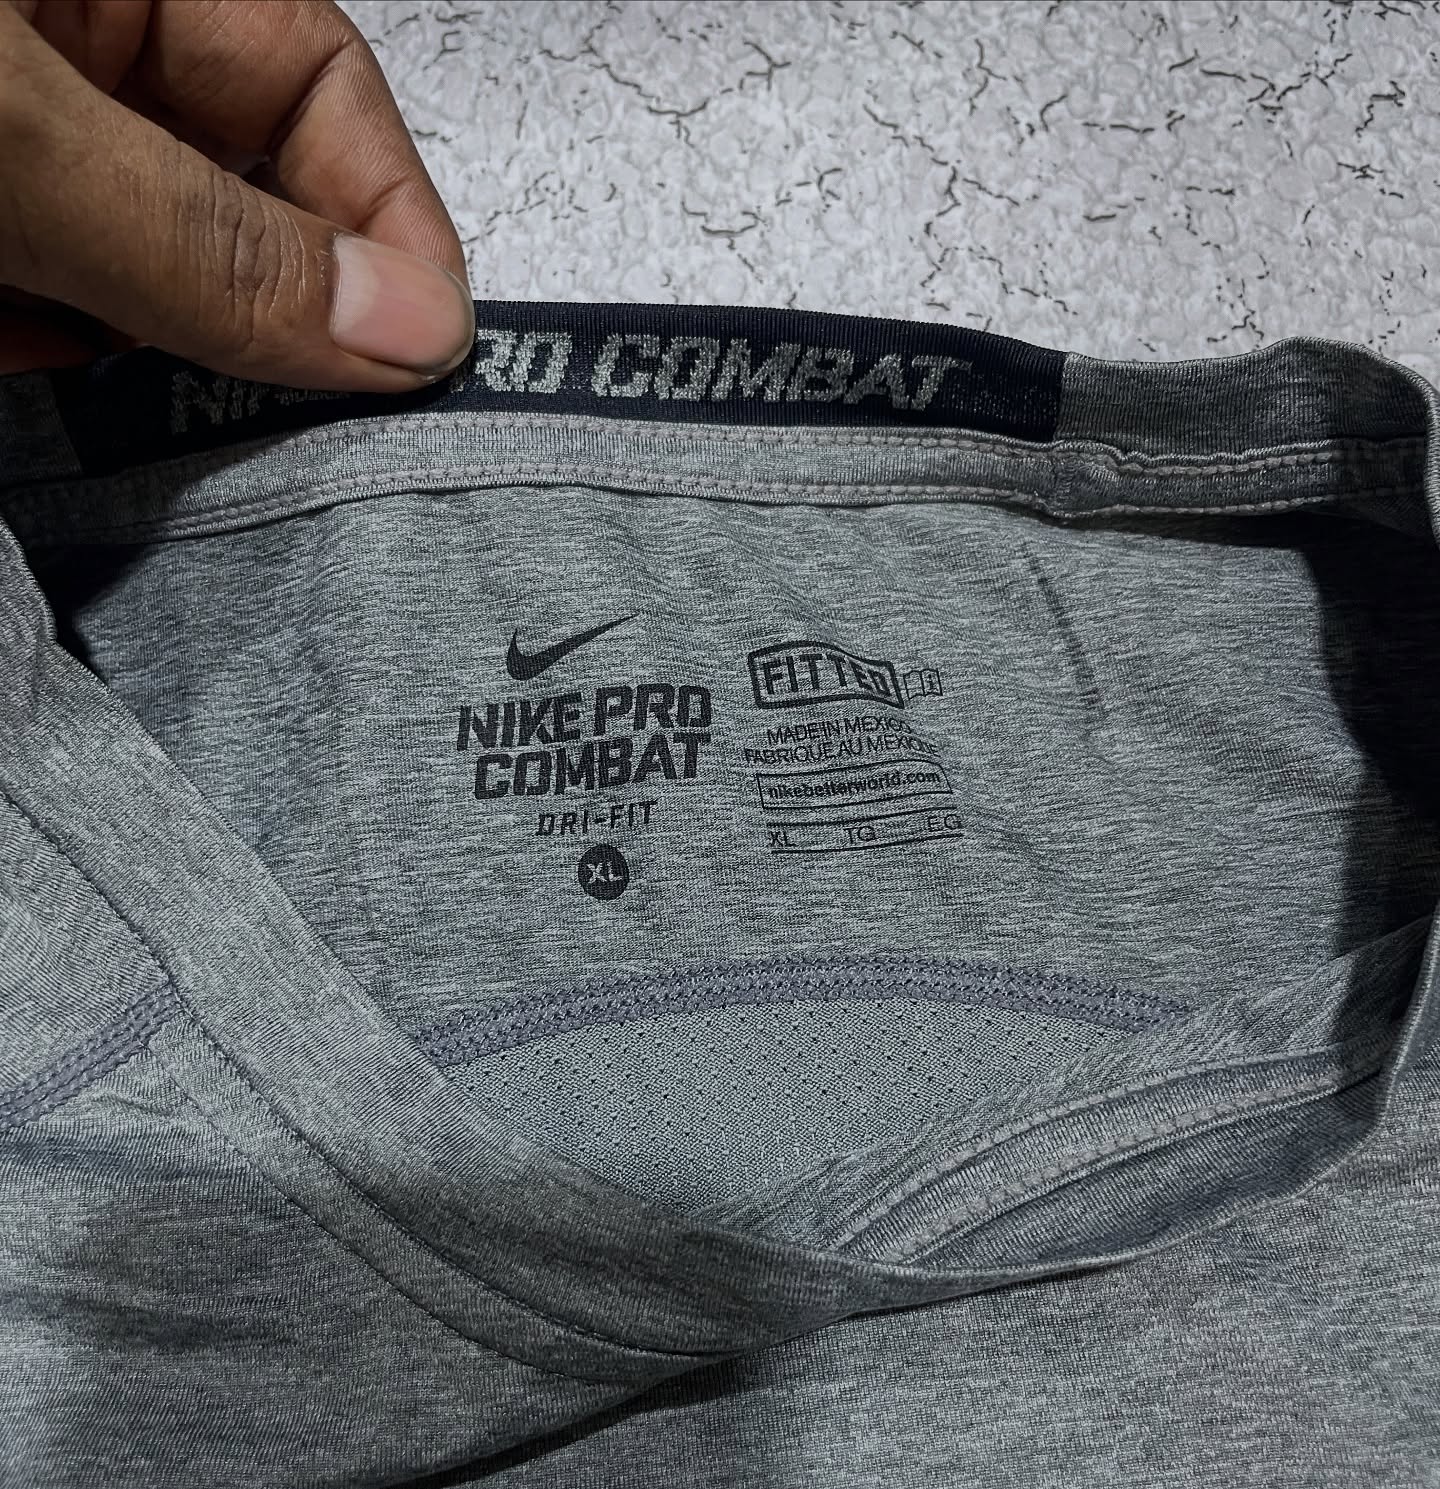 NIKE PRO COMBAT
NIKE PRO
COMBAT
DRI-FIT
XL
FITTED
MADE IN MEXICO
FABRIQUE AU MEXIQUE
nikebetterworld.com
XL TG EG